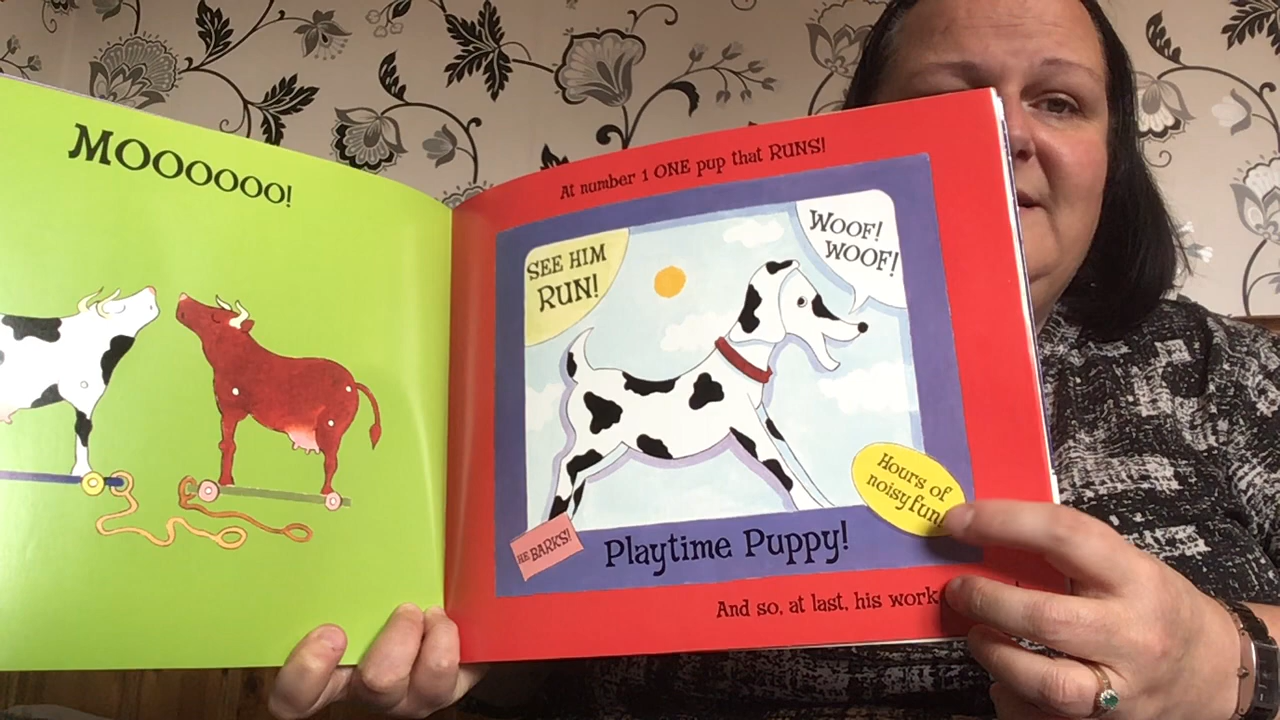 MOOOOOO!
At number 1 ONE pup that RUNS!
SEE HIM
RUN!
WOOF!
WOOF!
Hours of
noisy fun!
HE BARKS!
Playtime Puppy!
And so, at last, his work